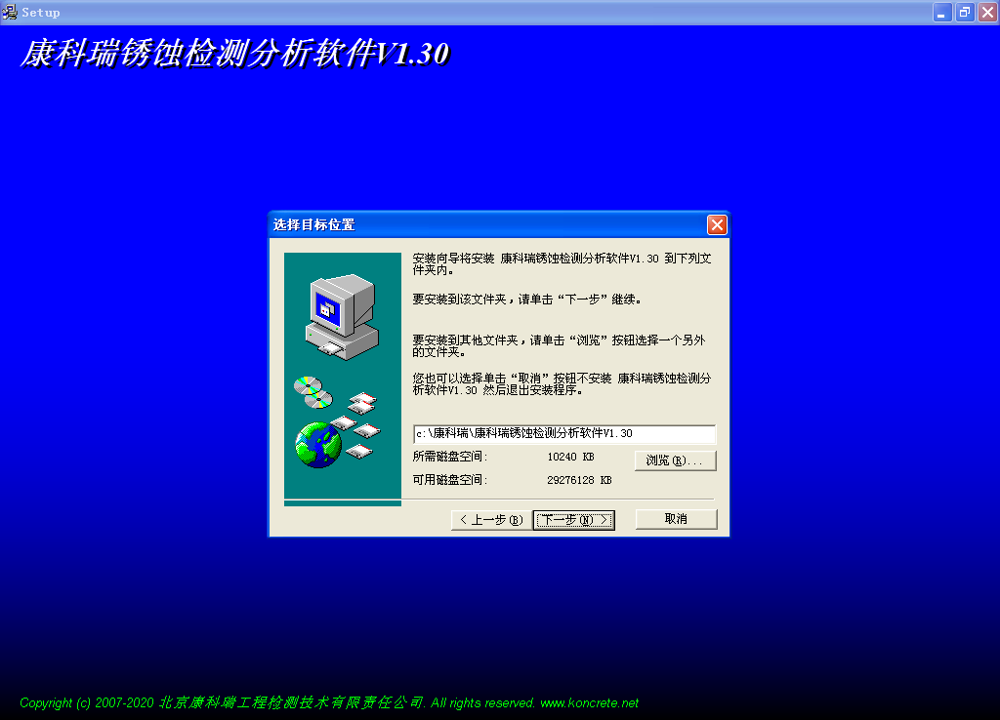 Setup
康科瑞锈蚀检测分析软件V1.30
选择目标位置
安装向导将安装 康科瑞锈蚀检测分析软件V1.30 到下列文
件夹内。
要安装到该文件夹，请单击“下一步”继续。
要安装到其他文件夹，请单击“浏览”按钮选择一个另外
的文件夹。
您也可以选择单击“取消”按钮不安装 康科瑞锈蚀检测分
析软件V1.30 然后退出安装程序。
c:\康科瑞\康科瑞锈蚀检测分析软件V1.30
所需磁盘空间: 10240 KB
浏览(R)...
可用磁盘空间: 29276128 KB
< 上一步(B) 下一步(N) > 取消
Copyright (c) 2007-2020 北京康科瑞工程检测技术有限责任公司. All rights reserved. www.koncrete.net